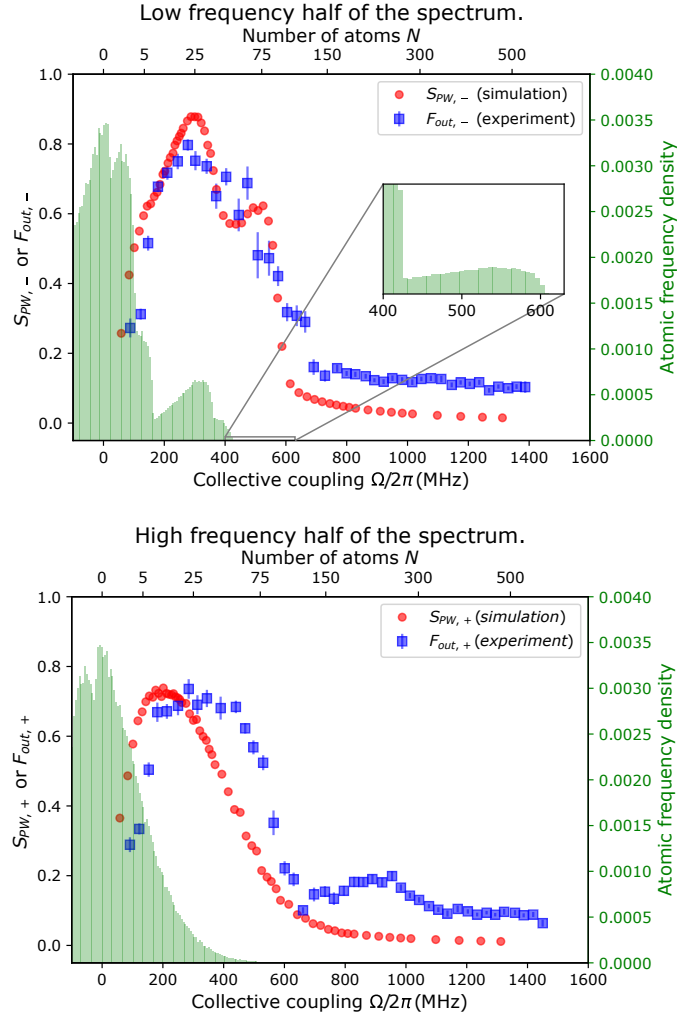 Low frequency half of the spectrum.
Number of atoms N
0 5 25 75 150 300 500
1.0
0.8
0.6
0.4
0.2
0.0
S_PW,− or F_out,−
S_PW,− (simulation)
F_out,− (experiment)
400 500 600
0.0040
0.0035
0.0030
0.0025
0.0020
0.0015
0.0010
0.0005
0.0000
Atomic frequency density
0 200 400 600 800 1000 1200 1400 1600
Collective coupling Ω/2π(MHz)
High frequency half of the spectrum.
Number of atoms N
0 5 25 75 150 300 500
1.0
0.8
0.6
0.4
0.2
0.0
S_PW,+ or F_out,+
S_PW,+ (simulation)
F_out,+ (experiment)
0.0040
0.0035
0.0030
0.0025
0.0020
0.0015
0.0010
0.0005
0.0000
Atomic frequency density
0 200 400 600 800 1000 1200 1400 1600
Collective coupling Ω/2π(MHz)